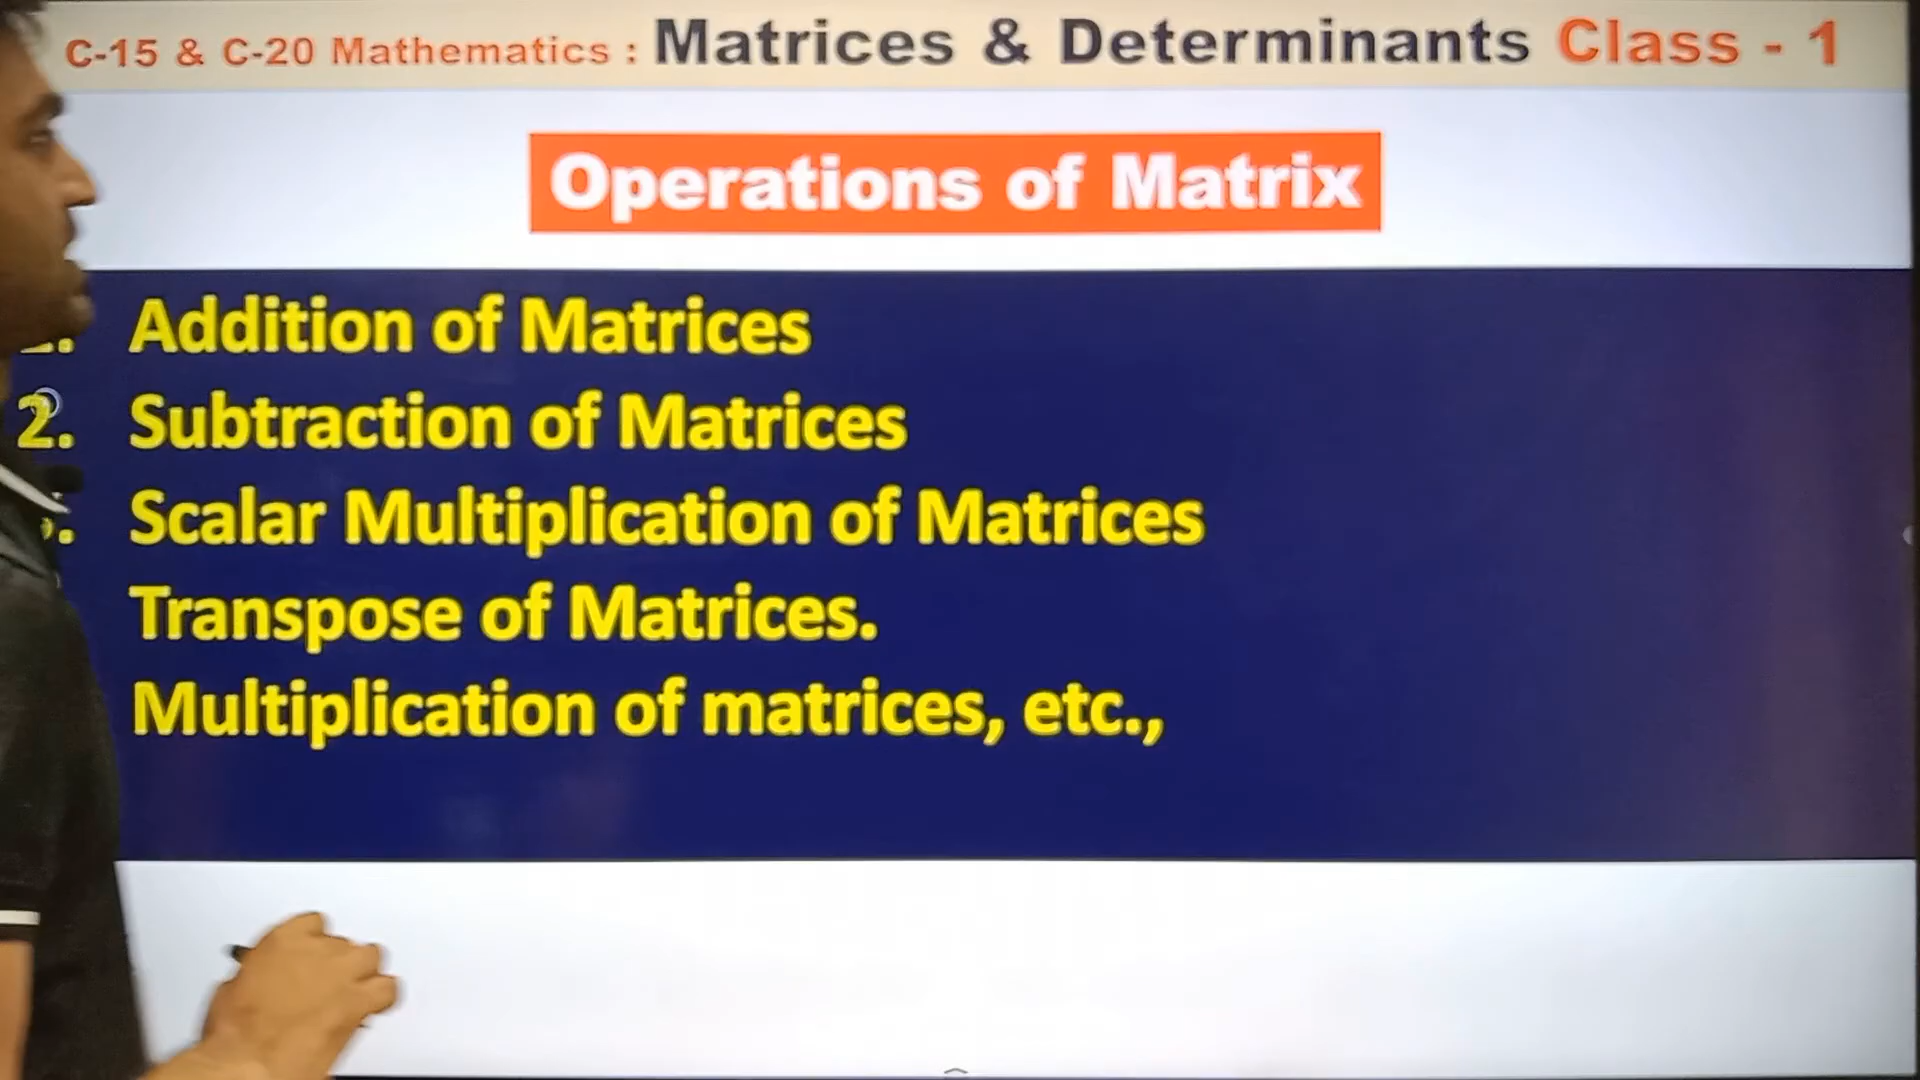 C-15 & C-20 Mathematics : Matrices & Determinants Class - 1
Operations of Matrix
Addition of Matrices
2. Subtraction of Matrices
Scalar Multiplication of Matrices
Transpose of Matrices.
Multiplication of matrices, etc.,